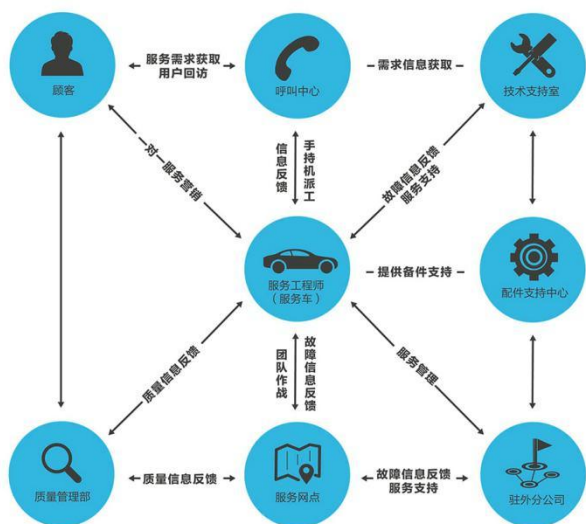 顾客
服务需求获取
用户回访
呼叫中心
需求信息获取
技术支持室
一对一服务营销
信息反馈
手持机派工
故障信息反馈
服务支持
服务工程师
（服务车）
提供备件支持
配件支持中心
质量信息反馈
团队作战
故障信息反馈
服务管理
质量管理部
质量信息反馈
服务网点
故障信息反馈
服务支持
驻外分公司